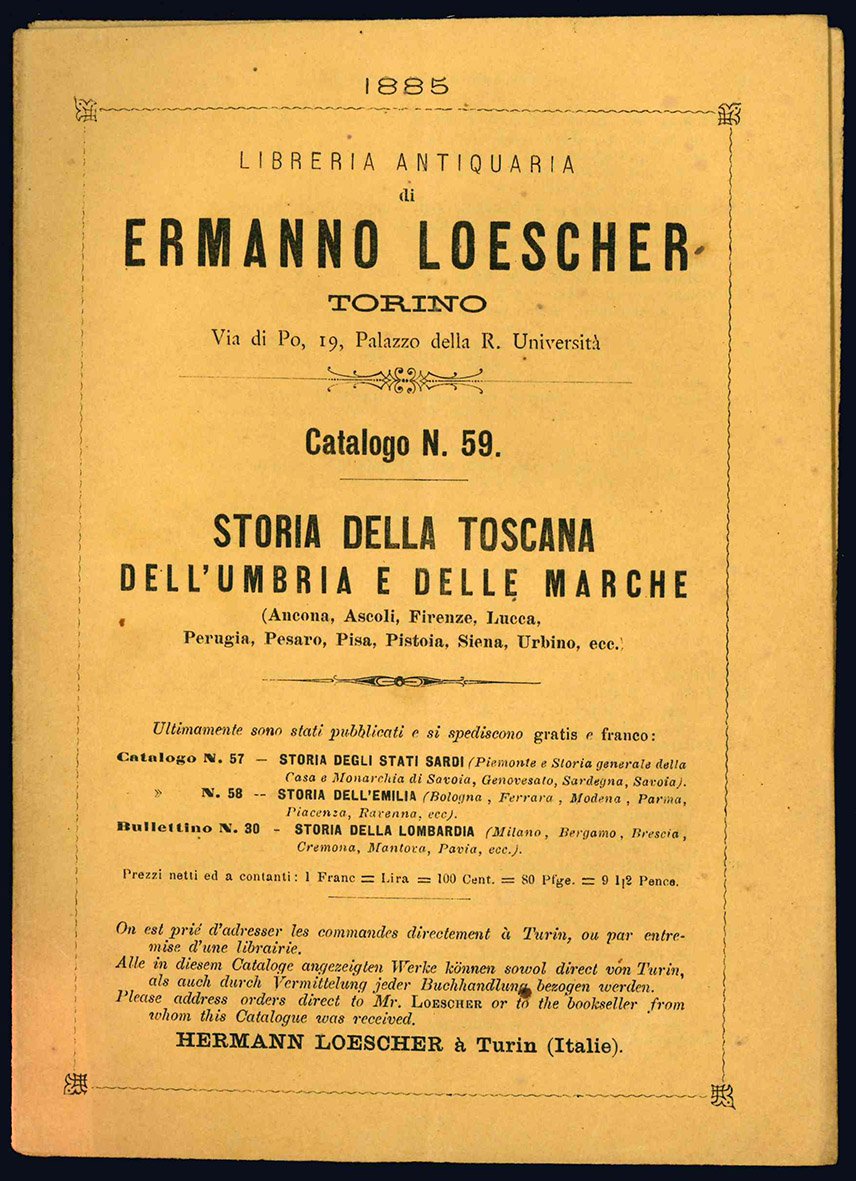 1885
LIBRERIA ANTIQUARIA
di
ERMANNO LOESCHER
TORINO
Via di Po, 19, Palazzo della R. Università
Catalogo N. 59.
STORIA DELLA TOSCANA
DELL'UMBRIA E DELLE MARCHE
(Ancona, Ascoli, Firenze, Lucca,
Perugia, Pesaro, Pisa, Pistoia, Siena, Urbino, ecc.)
Ultimamente sono stati pubblicati e si spediscono gratis e franco:
Catalogo N. 57 — STORIA DEGLI STATI SARDI (Piemonte e Storia generale della
Casa e Monarchia di Savoia, Genovesato, Sardegna, Savoia).
» N. 58 -- STORIA DELL'EMILIA (Bologna, Ferrara, Modena, Parma,
Piacenza, Ravenna, ecc).
Bullettino N. 30 - STORIA DELLA LOMBARDIA (Milano, Bergamo, Brescia,
Cremona, Mantova, Pavia, ecc.).
Prezzi netti ed a contanti: 1 Franc = Lira = 100 Cent. = 80 Pfge. = 9 1|2 Pence.
On est prié d'adresser les commandes directement à Turin, ou par entre-
mise d'une librairie.
Alle in diesem Cataloge angezeigten Werke können sowol direct von Turin,
als auch durch Vermittelung jeder Buchhandlung bezogen werden.
Please address orders direct to Mr. LOESCHER or to the bookseller from
whom this Catalogue was received.
HERMANN LOESCHER à Turin (Italie).